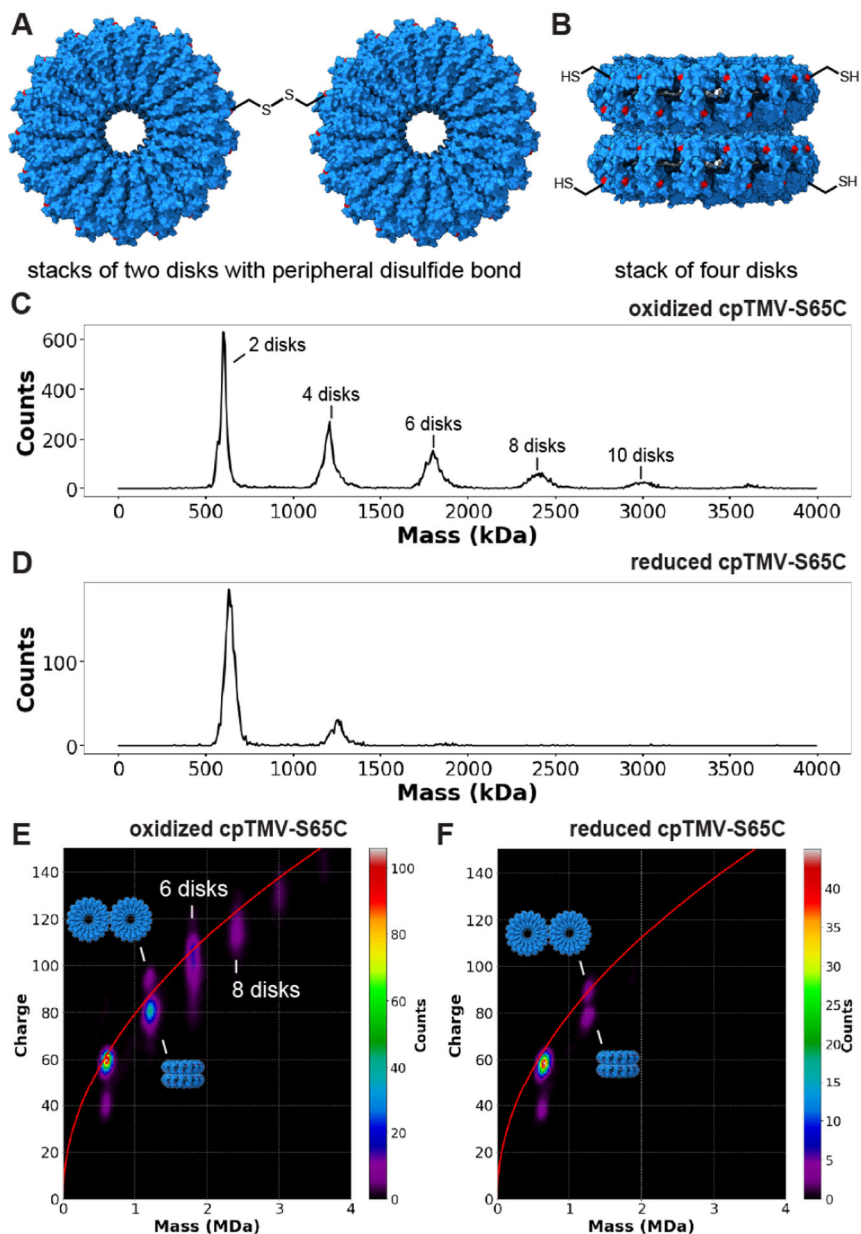 A
B
S
S
HS
SH
HS
SH
stacks of two disks with peripheral disulfide bond
stack of four disks
C
oxidized cpTMV-S65C
600
400
200
0
Counts
2 disks
4 disks
6 disks
8 disks
10 disks
0 500 1000 1500 2000 2500 3000 3500 4000
Mass (kDa)
D
reduced cpTMV-S65C
100
0
Counts
0 500 1000 1500 2000 2500 3000 3500 4000
Mass (kDa)
E
oxidized cpTMV-S65C
140
120
100
80
60
40
20
0
Charge
6 disks
8 disks
0 1 2 3 4
Mass (MDa)
100
80
60
40
20
0
Counts
F
reduced cpTMV-S65C
140
120
100
80
60
40
20
0
Charge
0 1 2 3 4
Mass (MDa)
40
35
30
25
20
15
10
5
0
Counts